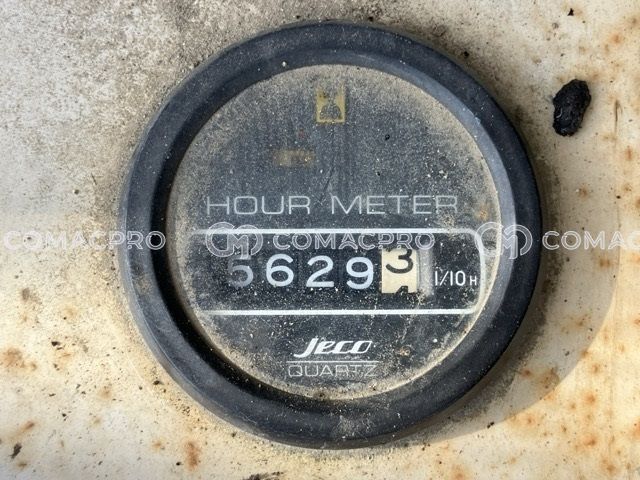 HOUR METER
COMACPRO COMACPRO COMACPRO
56293 1/10H
Jeco
QUARTZ